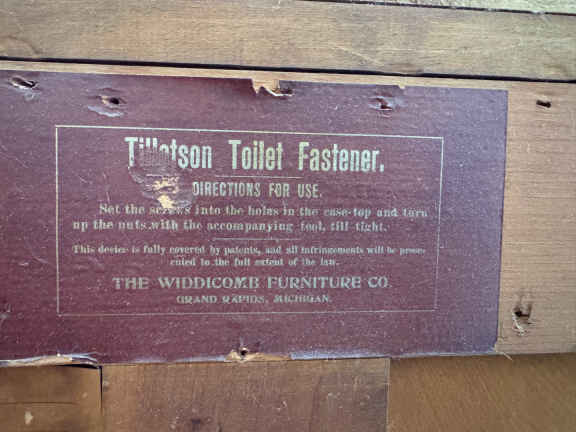 Tillotson Toilet Fastener.
DIRECTIONS FOR USE.
Set the screws into the holes in the case-top and turn
up the nuts with the accompanying tool, till tight.
This device is fully covered by patents, and all infringements will be prose-
cuted to the full extent of the law.
THE WIDDICOMB FURNITURE CO
GRAND RAPIDS, MICHIGAN.